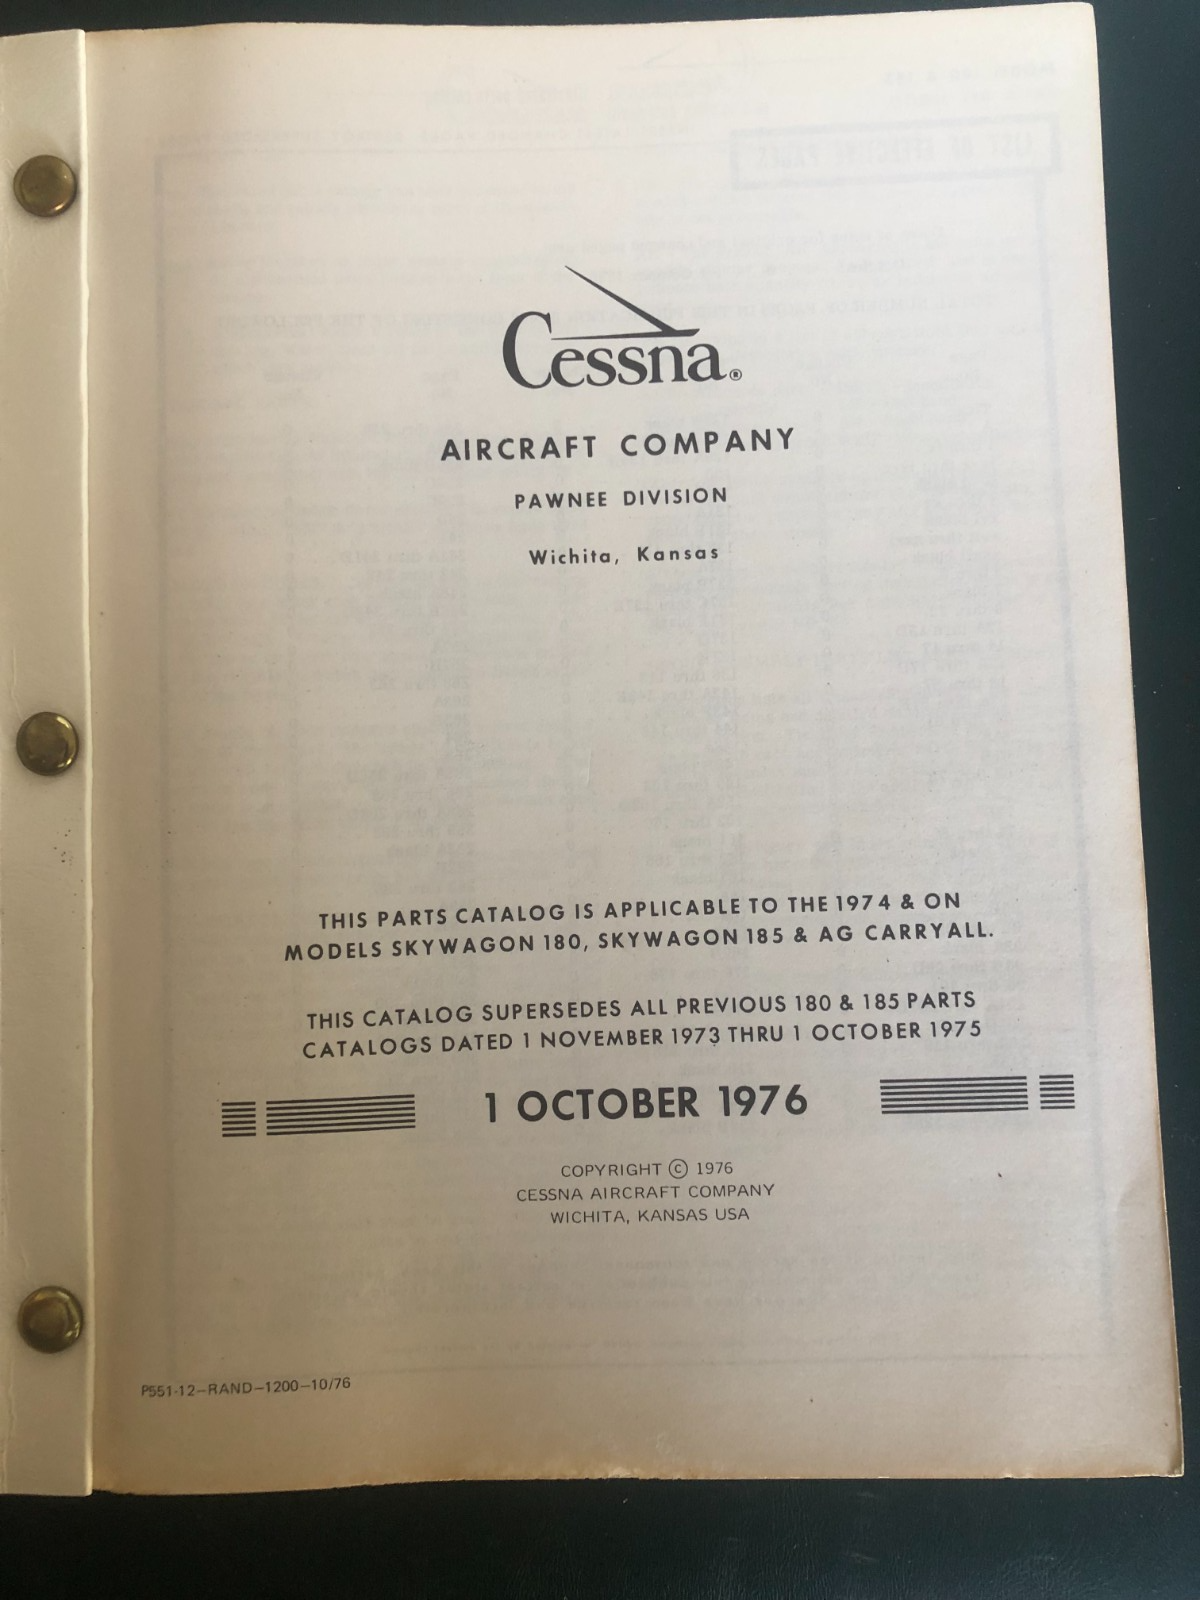 Cessna®
AIRCRAFT COMPANY
PAWNEE DIVISION
Wichita, Kansas
THIS PARTS CATALOG IS APPLICABLE TO THE 1974 & ON
MODELS SKYWAGON 180, SKYWAGON 185 & AG CARRYALL.
THIS CATALOG SUPERSEDES ALL PREVIOUS 180 & 185 PARTS
CATALOGS DATED 1 NOVEMBER 1973 THRU 1 OCTOBER 1975
1 OCTOBER 1976
COPYRIGHT © 1976
CESSNA AIRCRAFT COMPANY
WICHITA, KANSAS USA
P551-12-RAND-1200-10/76